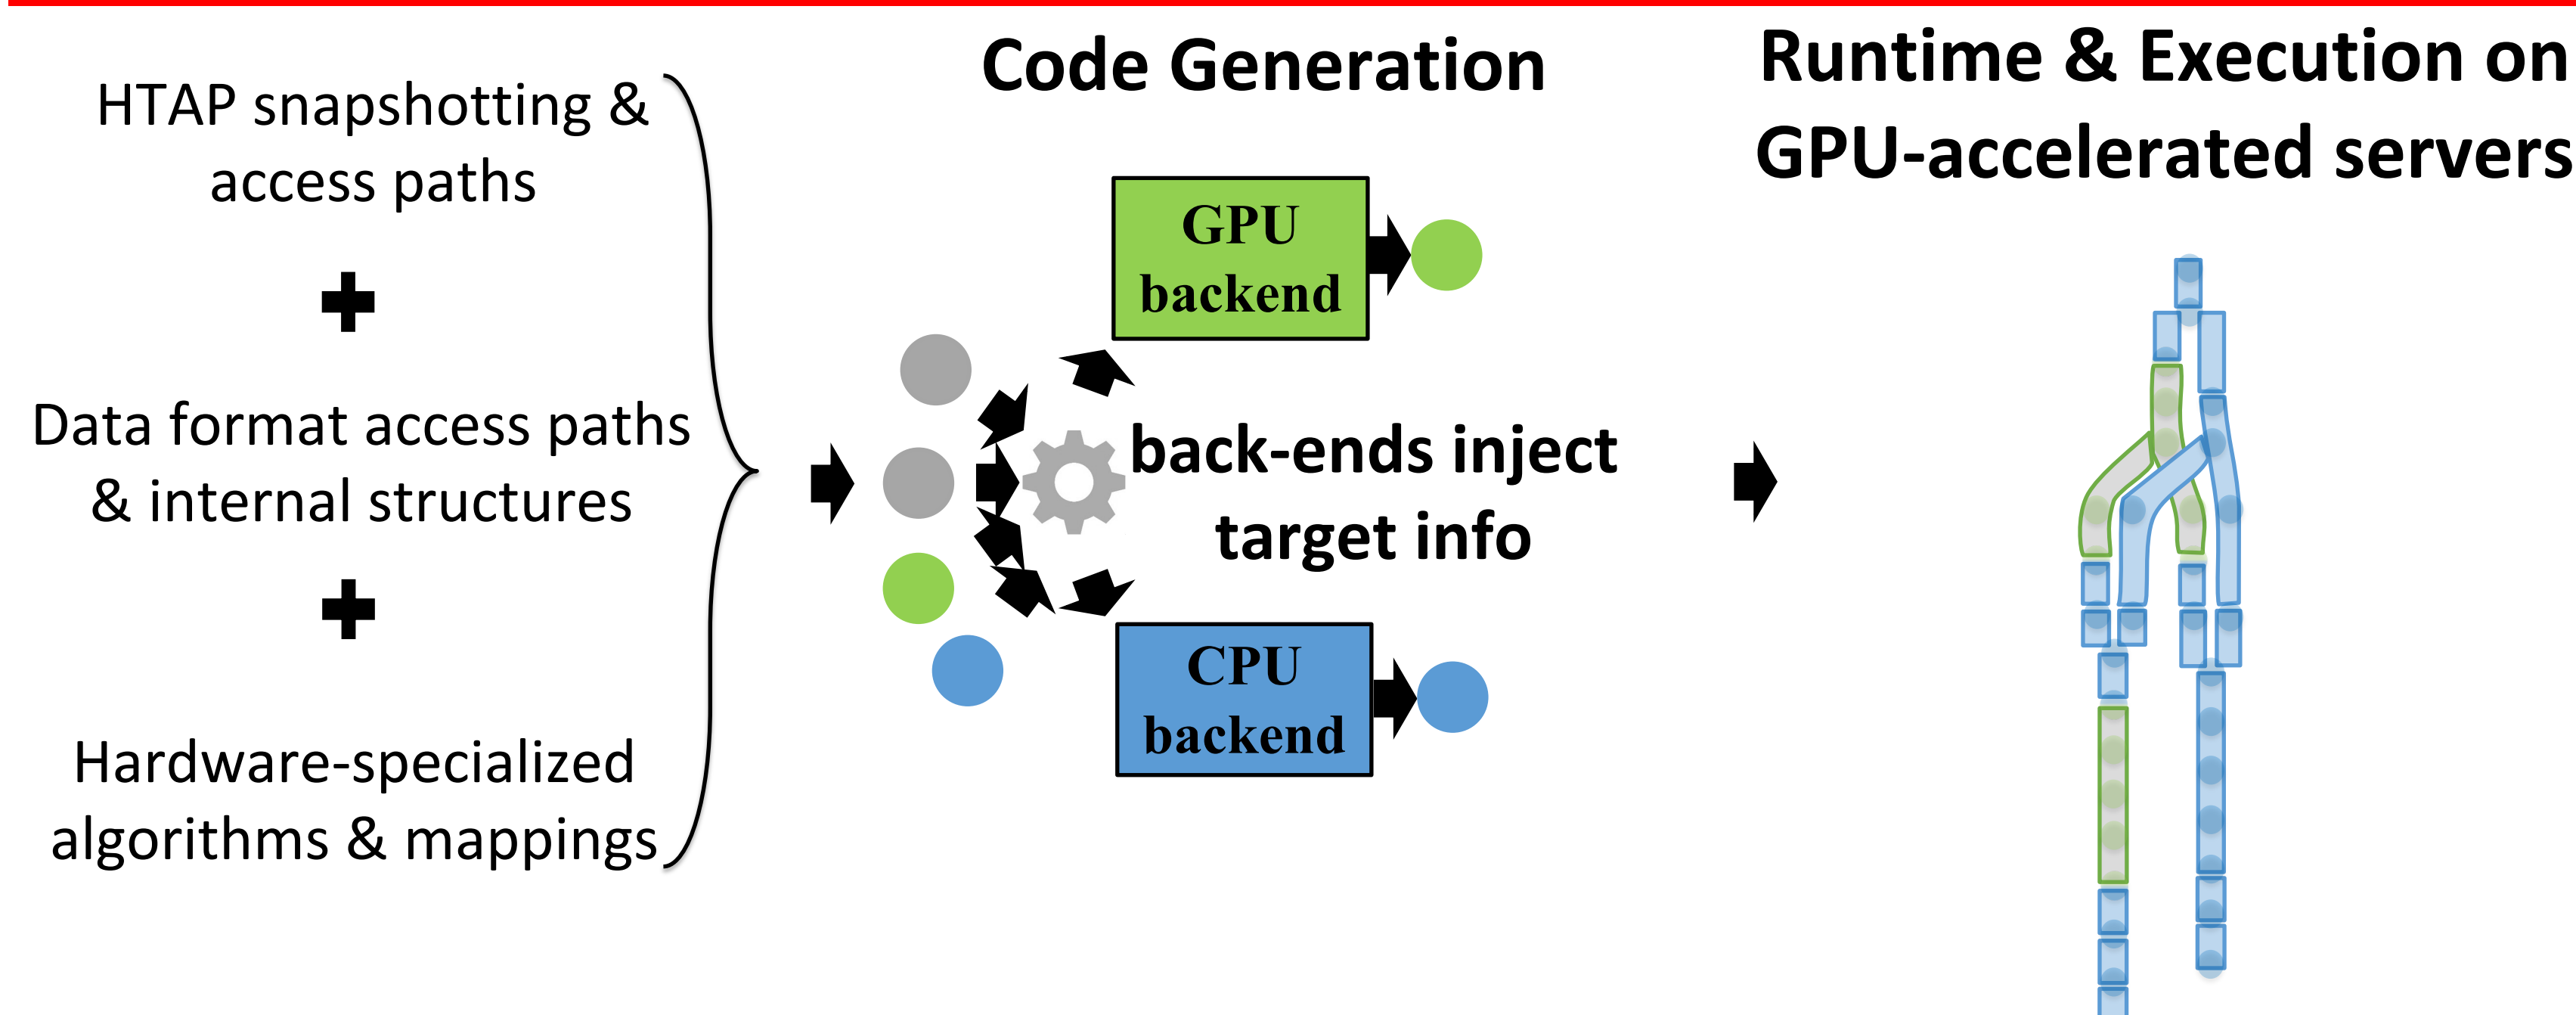 HTAP snapshotting &
access paths
Data format access paths
& internal structures
Hardware-specialized
algorithms & mappings
Code Generation
GPU
backend
back-ends inject
target info
CPU
backend
Runtime & Execution on
GPU-accelerated servers